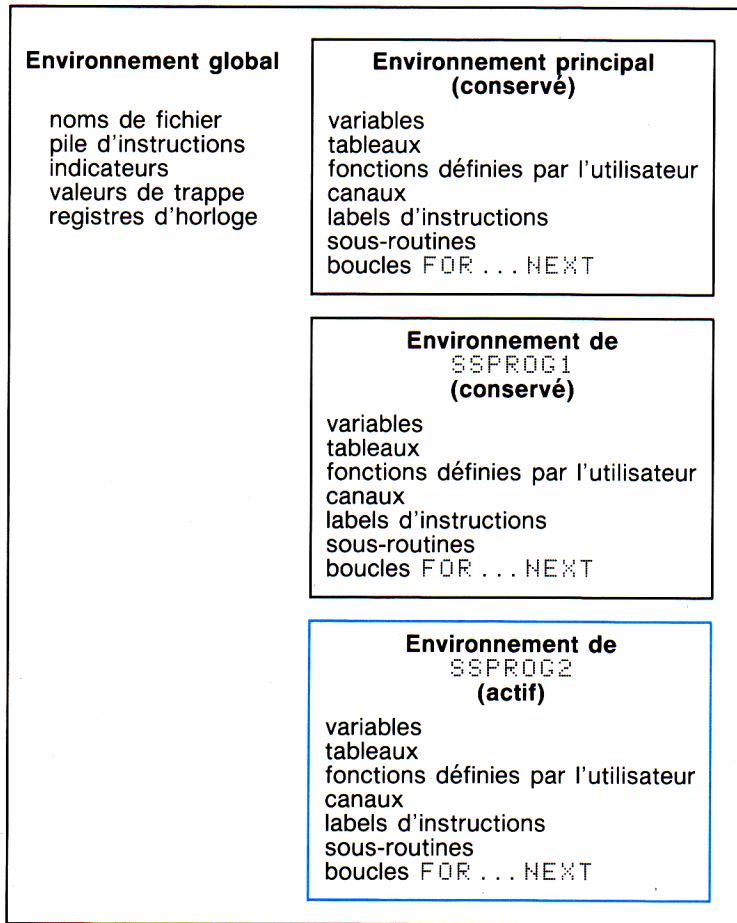 Environnement global
noms de fichier
pile d'instructions
indicateurs
valeurs de trappe
registres d'horloge
Environnement principal
(conservé)
variables
tableaux
fonctions définies par l'utilisateur
canaux
labels d'instructions
sous-routines
boucles FOR ... NEXT
Environnement de
SSPROG1
(conservé)
variables
tableaux
fonctions définies par l'utilisateur
canaux
labels d'instructions
sous-routines
boucles FOR ... NEXT
Environnement de
SSPROG2
(actif)
variables
tableaux
fonctions définies par l'utilisateur
canaux
labels d'instructions
sous-routines
boucles FOR ... NEXT